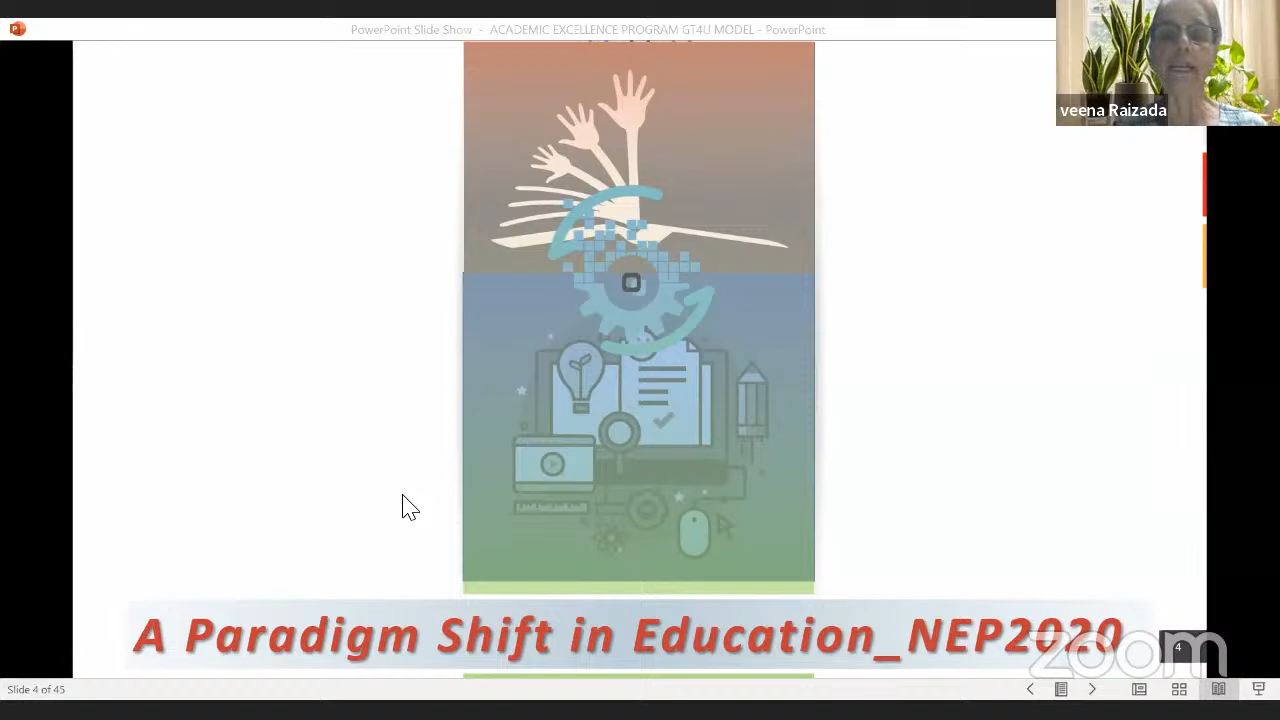 PowerPoint Slide Show - ACADEMIC EXCELLENCE PROGRAM GT4U MODEL - PowerPoint
veena Raizada
A Paradigm Shift in Education_NEP2020
4
zoom
Slide 4 of 45